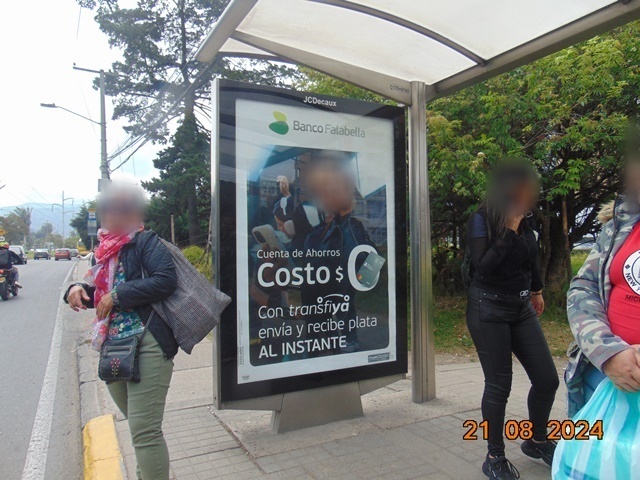 JCDecaux
Banco Falabella
Cuenta de Ahorros
Costo $0
Con transfiYa
envía y recibe plata
AL INSTANTE
21 08 2024